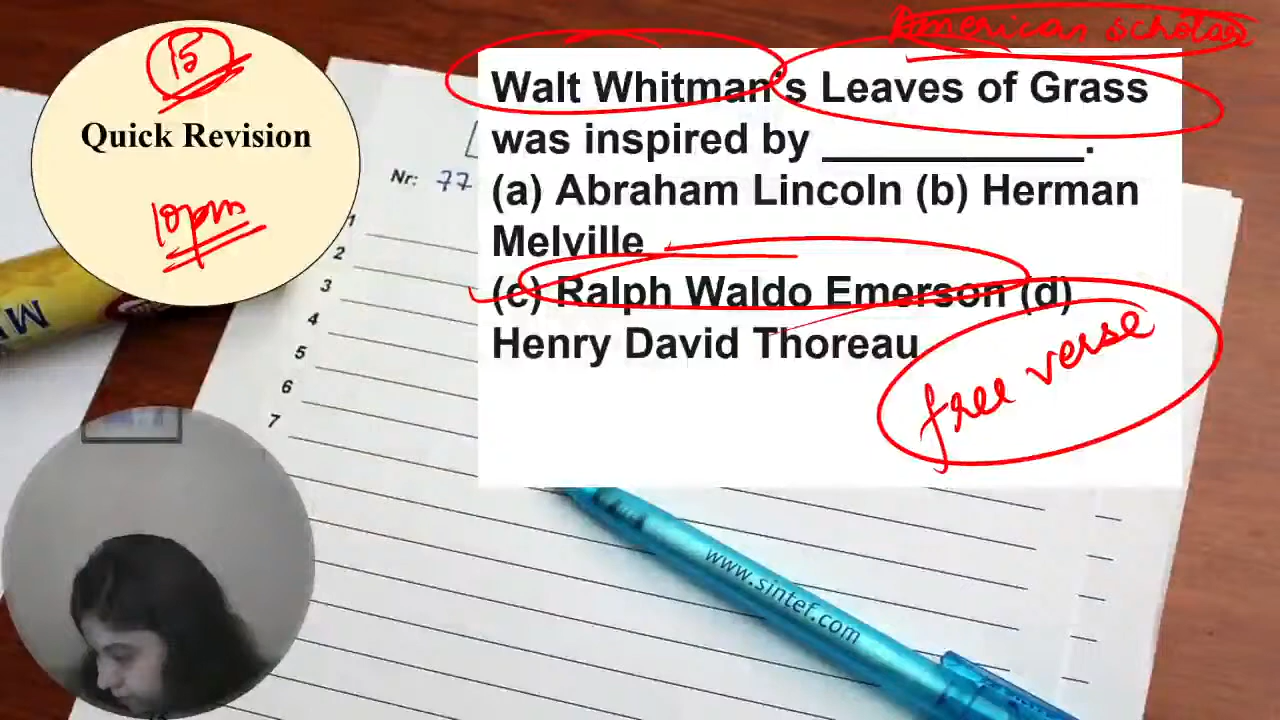 American scholar
15
Quick Revision
10pm
Walt Whitman's Leaves of Grass
was inspired by ___________.
(a) Abraham Lincoln (b) Herman
Melville
(c) Ralph Waldo Emerson (d)
Henry David Thoreau
free verse
Nr: 77
1
2
3
4
5
6
7
www.sintef.com